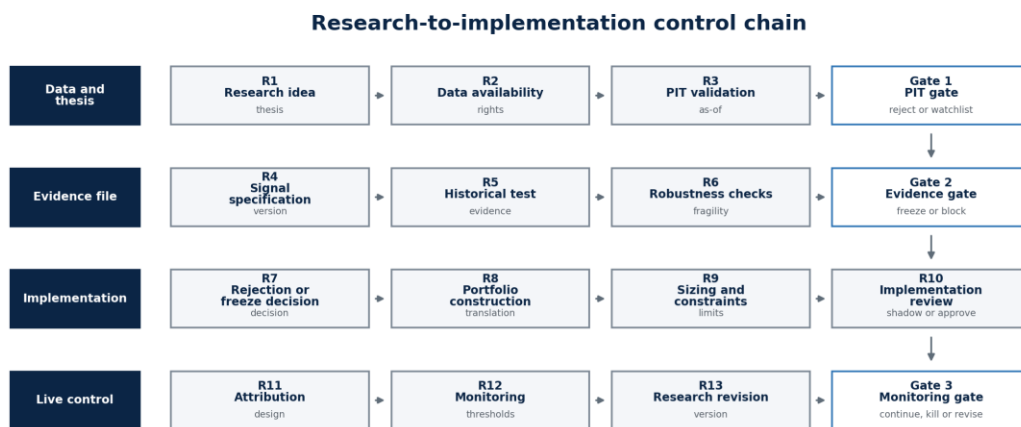 Research-to-implementation control chain
Data and
thesis
R1
Research idea
thesis
R2
Data availability
rights
R3
PIT validation
as-of
Gate 1
PIT gate
reject or watchlist
Evidence file
R4
Signal
specification
version
R5
Historical test
evidence
R6
Robustness checks
fragility
Gate 2
Evidence gate
freeze or block
Implementation
R7
Rejection or
freeze decision
decision
R8
Portfolio
construction
translation
R9
Sizing and
constraints
limits
R10
Implementation
review
shadow or approve
Live control
R11
Attribution
design
R12
Monitoring
thresholds
R13
Research revision
version
Gate 3
Monitoring gate
continue, kill or revise